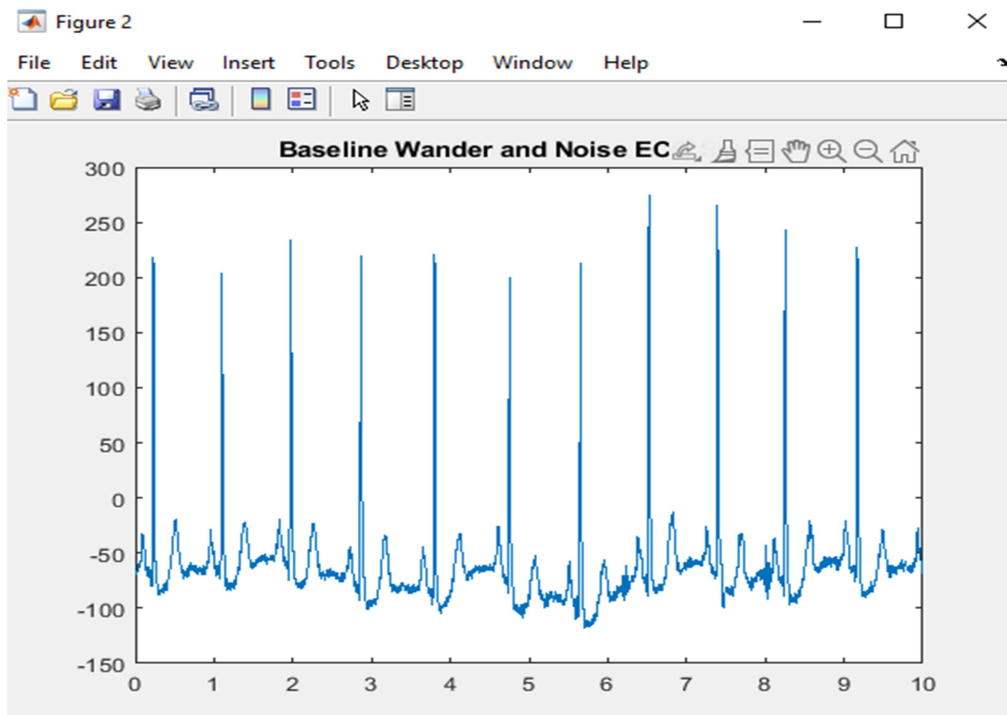 Figure 2
File Edit View Insert Tools Desktop Window Help
Baseline Wander and Noise EC
300
250
200
150
100
50
0
-50
-100
-150
0 1 2 3 4 5 6 7 8 9 10